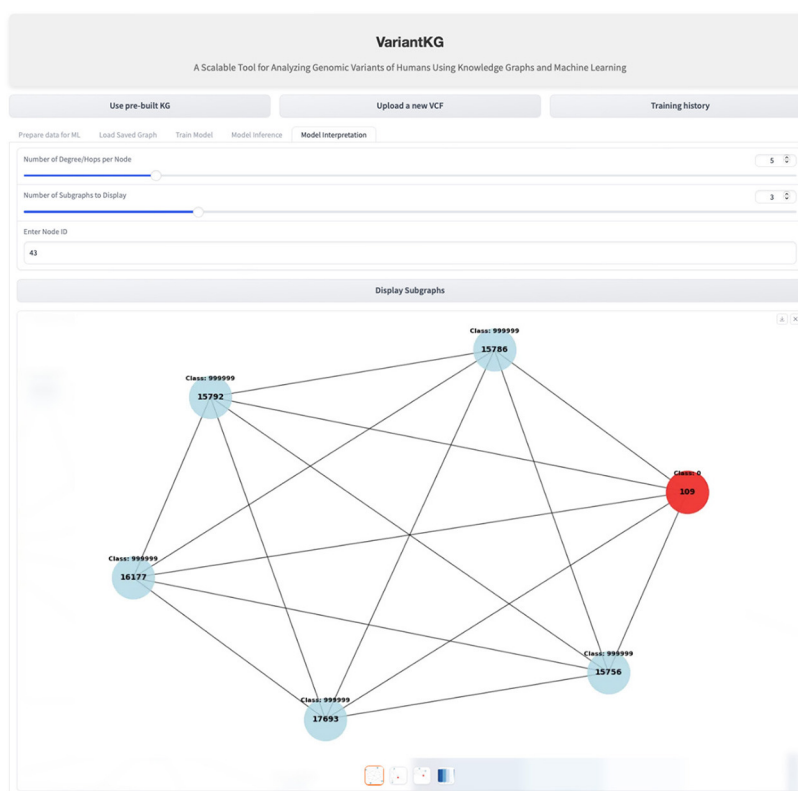 VariantKG
A Scalable Tool for Analyzing Genomic Variants of Humans Using Knowledge Graphs and Machine Learning
Use pre-built KG Upload a new VCF Training history
Prepare data for ML Load Saved Graph Train Model Model Inference Model Interpretation
Number of Degree/Hops per Node 5
Number of Subgraphs to Display 3
Enter Node ID
43
Display Subgraphs
Class: 999999
15786
Class: 999999
15792
Class: 0
109
Class: 999999
16177
Class: 999999
15756
Class: 999999
17693